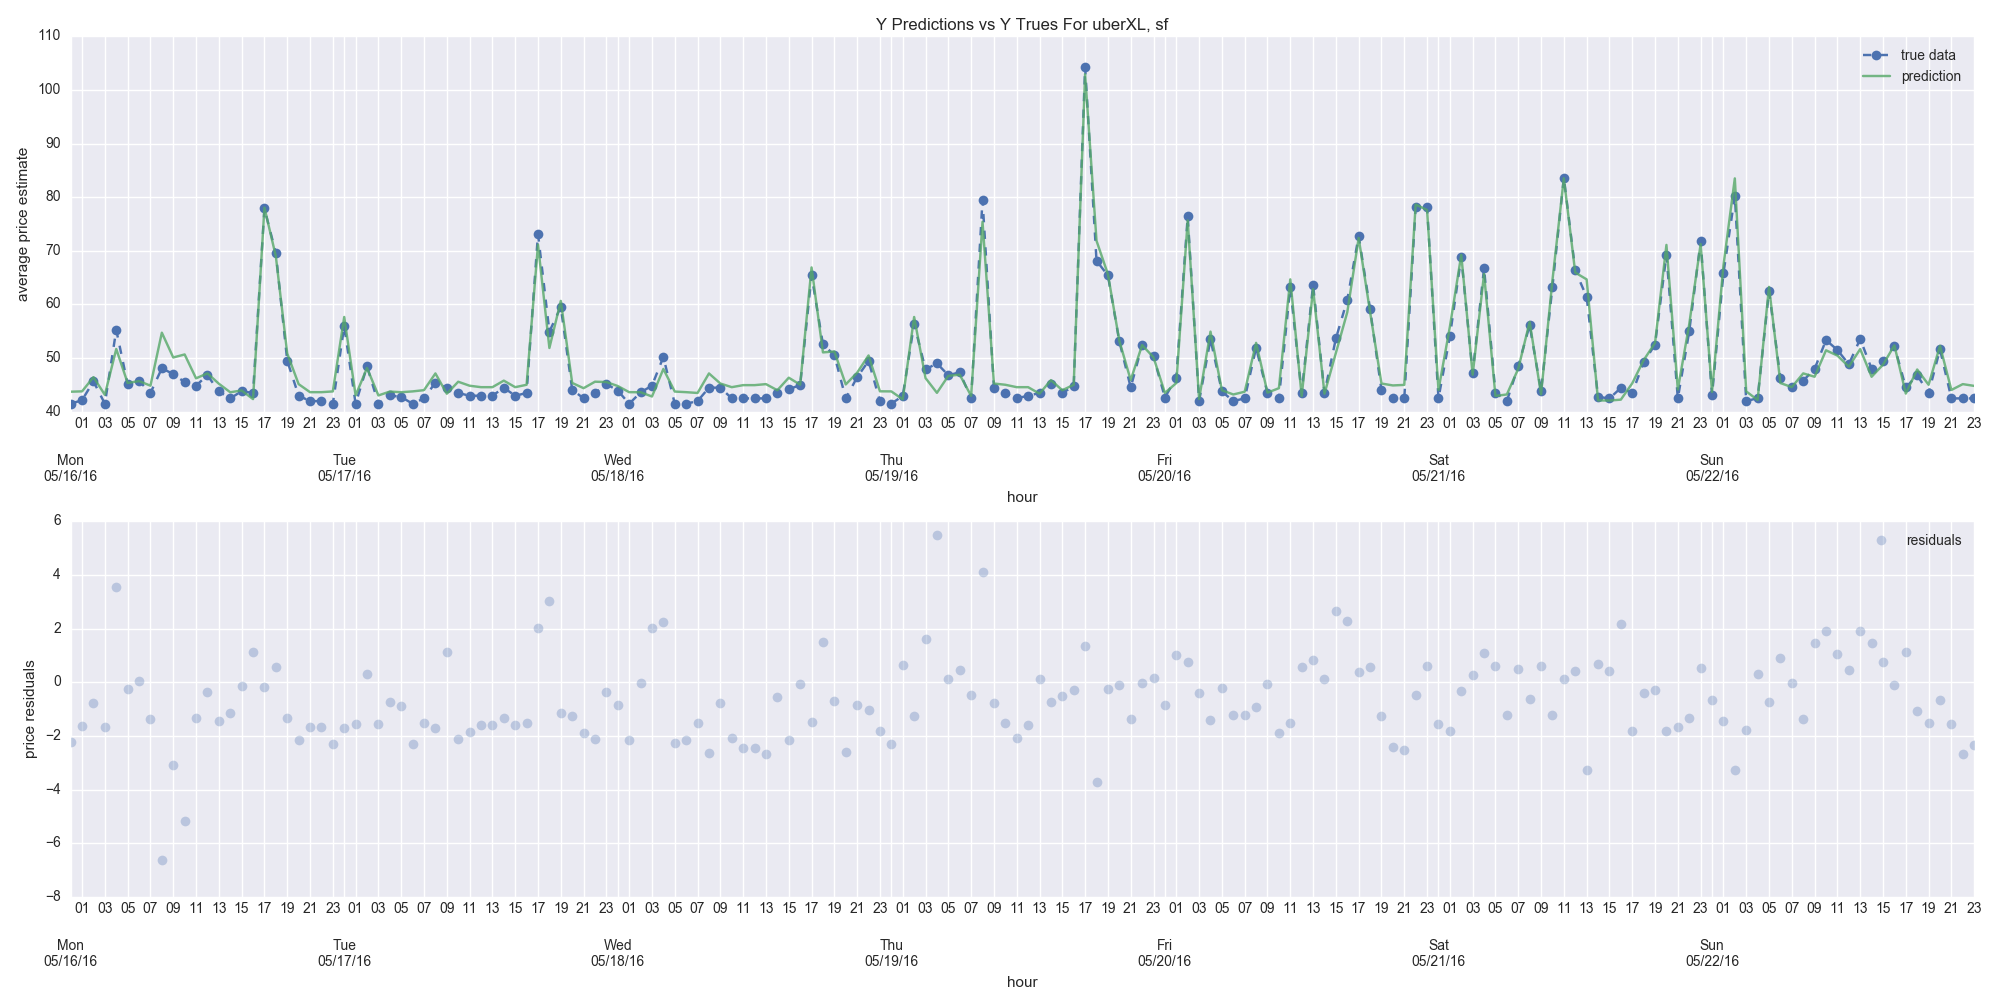 Y Predictions vs Y Trues For uberXL, sf
110
100
90
80
70
60
50
40
average price estimate
true data
prediction
01 03 05 07 09 11 13 15 17 19 21 23 01 03 05 07 09 11 13 15 17 19 21 23 01 03 05 07 09 11 13 15 17 19 21 23 01 03 05 07 09 11 13 15 17 19 21 23 01 03 05 07 09 11 13 15 17 19 21 23 01 03 05 07 09 11 13 15 17 19 21 23 01 03 05 07 09 11 13 15 17 19 21 23
Mon Tue Wed Thu Fri Sat Sun
05/16/16 05/17/16 05/18/16 05/19/16 05/20/16 05/21/16 05/22/16
hour
6
4
2
0
−2
−4
−6
−8
price residuals
residuals
01 03 05 07 09 11 13 15 17 19 21 23 01 03 05 07 09 11 13 15 17 19 21 23 01 03 05 07 09 11 13 15 17 19 21 23 01 03 05 07 09 11 13 15 17 19 21 23 01 03 05 07 09 11 13 15 17 19 21 23 01 03 05 07 09 11 13 15 17 19 21 23 01 03 05 07 09 11 13 15 17 19 21 23
Mon Tue Wed Thu Fri Sat Sun
05/16/16 05/17/16 05/18/16 05/19/16 05/20/16 05/21/16 05/22/16
hour